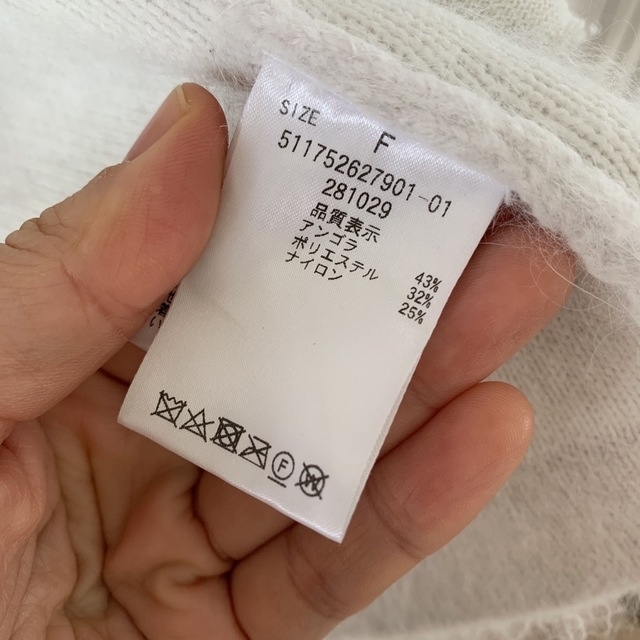 SIZE F
511752627901-01
281029
品質表示
アンゴラ 43%
ポリエステル 32%
ナイロン 25%
F